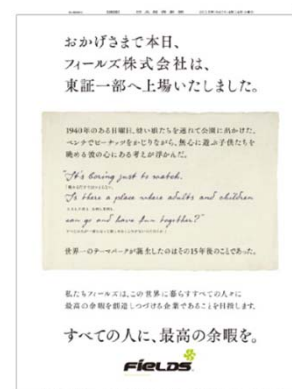 おかげさまで本日、
フィールズ株式会社は、
東証一部へ上場いたしました。
1940年のある日曜日、幼い娘たちを連れて公園に出かけた。
ベンチでピーナッツをかじりながら、無心に遊ぶ子供たちを
眺める彼の心にある考えが浮かんだ。
"It's boring just to watch.
Is there a place where adults and children
can go and have fun together?"
世界一のテーマパークが誕生したのはその15年後のことであった。
私たちフィールズは、この世界に暮らすすべての人々に
最高の余暇を創造しつづける企業であることを目指します。
すべての人に、最高の余暇を。
FIELDS